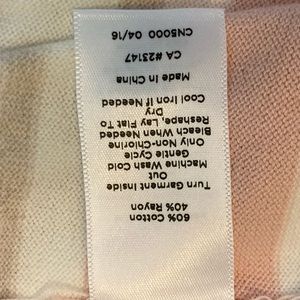 60% Cotton
40% Rayon
Turn Garment Inside
Out
Machine Wash Cold
Gentle Cycle
Only Non-Chlorine
Bleach When Needed
Reshape, Lay Flat To
Dry
Cool Iron If Needed
Made In China
CA #23147
CN5000 04/16